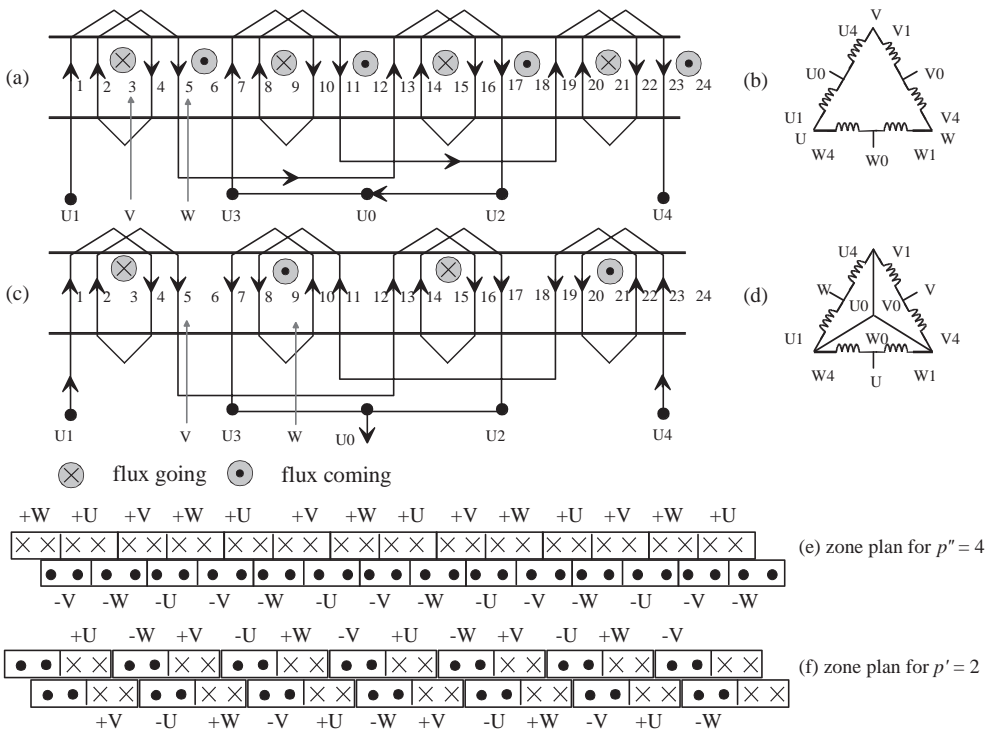 V
U4 V1
(a)
1 2 3 4 5 6 7 8 9 10 11 12 13 14 15 16 17 18 19 20 21 22 23 24
(b)
U0 V0
U1 V4
U W
W4 W0 W1
U1 V W U3 U0 U2 U4
(c)
1 2 3 4 5 6 7 8 9 10 11 12 13 14 15 16 17 18 19 20 21 22 23 24
(d)
U4 V1
W V
U0 V0
U1 W0 V4
W4 U W1
U1 V U3 W U0 U2 U4
flux going flux coming
+W +U +V +W +U +V +W +U +V +W +U +V +W +U
(e) zone plan for p″ = 4
-V -W -U -V -W -U -V -W -U -V -W -U -V -W
+U -W +V -U +W -V +U -W +V -U +W -V
(f) zone plan for p′ = 2
+V -U +W -V +U -W +V -U +W -V +U -W